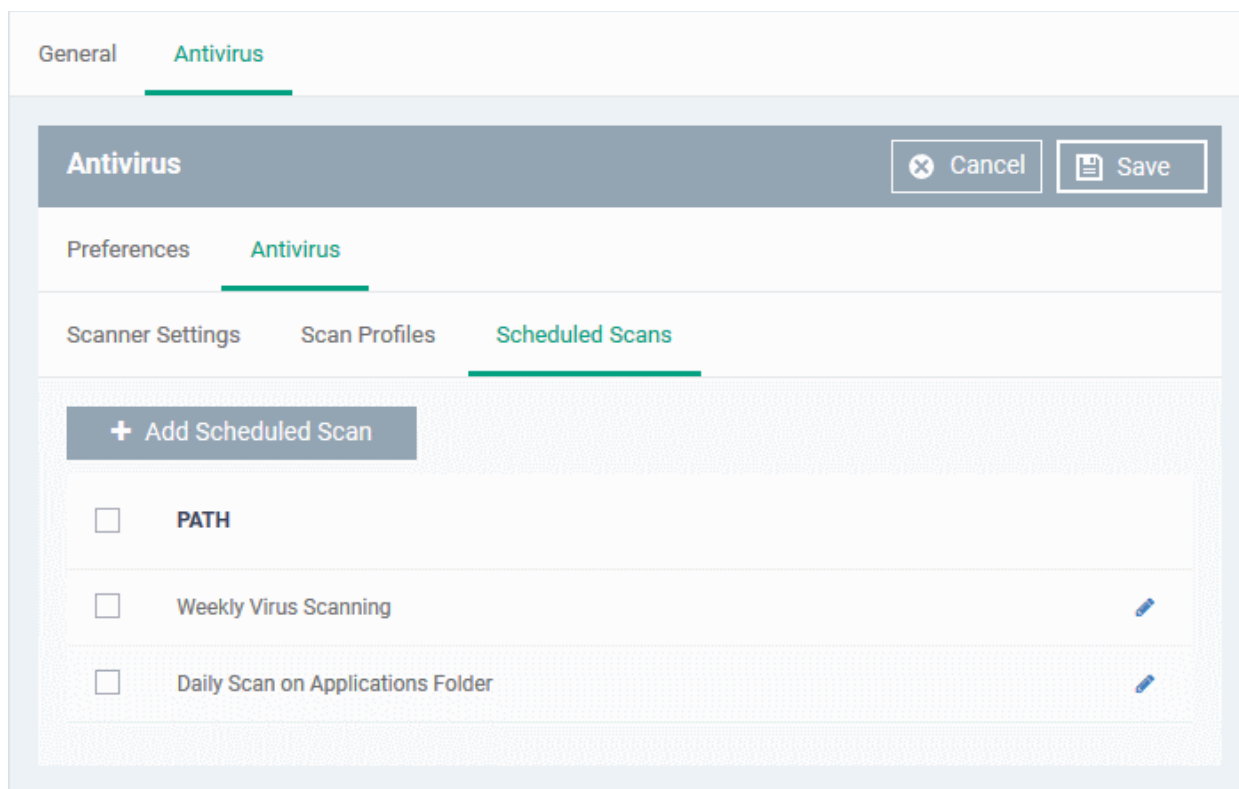 General Antivirus
Antivirus Cancel Save
Preferences Antivirus
Scanner Settings Scan Profiles Scheduled Scans
Add Scheduled Scan
PATH
Weekly Virus Scanning
Daily Scan on Applications Folder